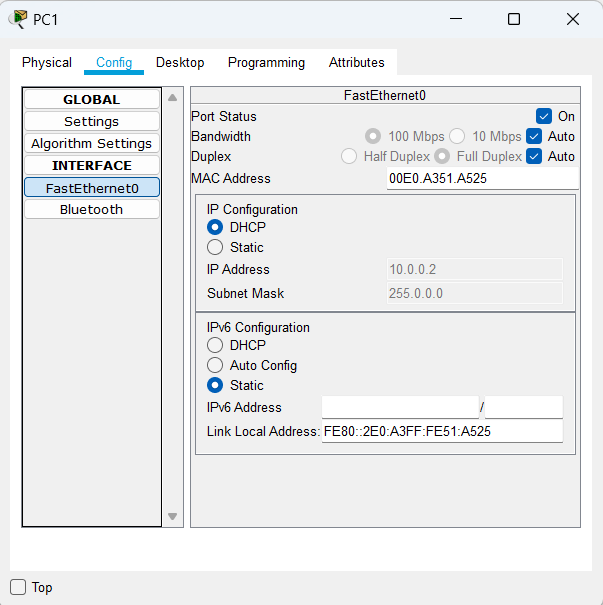 PC1
Physical Config Desktop Programming Attributes
GLOBAL
Settings
Algorithm Settings
INTERFACE
FastEthernet0
Bluetooth
FastEthernet0
Port Status On
Bandwidth 100 Mbps 10 Mbps Auto
Duplex Half Duplex Full Duplex Auto
MAC Address 00E0.A351.A525
IP Configuration
DHCP
Static
IP Address 10.0.0.2
Subnet Mask 255.0.0.0
IPv6 Configuration
DHCP
Auto Config
Static
IPv6 Address /
Link Local Address: FE80::2E0:A3FF:FE51:A525
Top